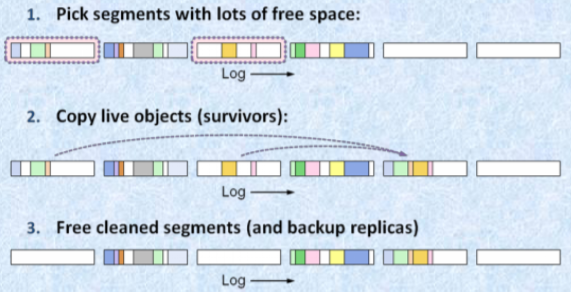 1. Pick segments with lots of free space:
Log
2. Copy live objects (survivors):
Log
3. Free cleaned segments (and backup replicas)
Log